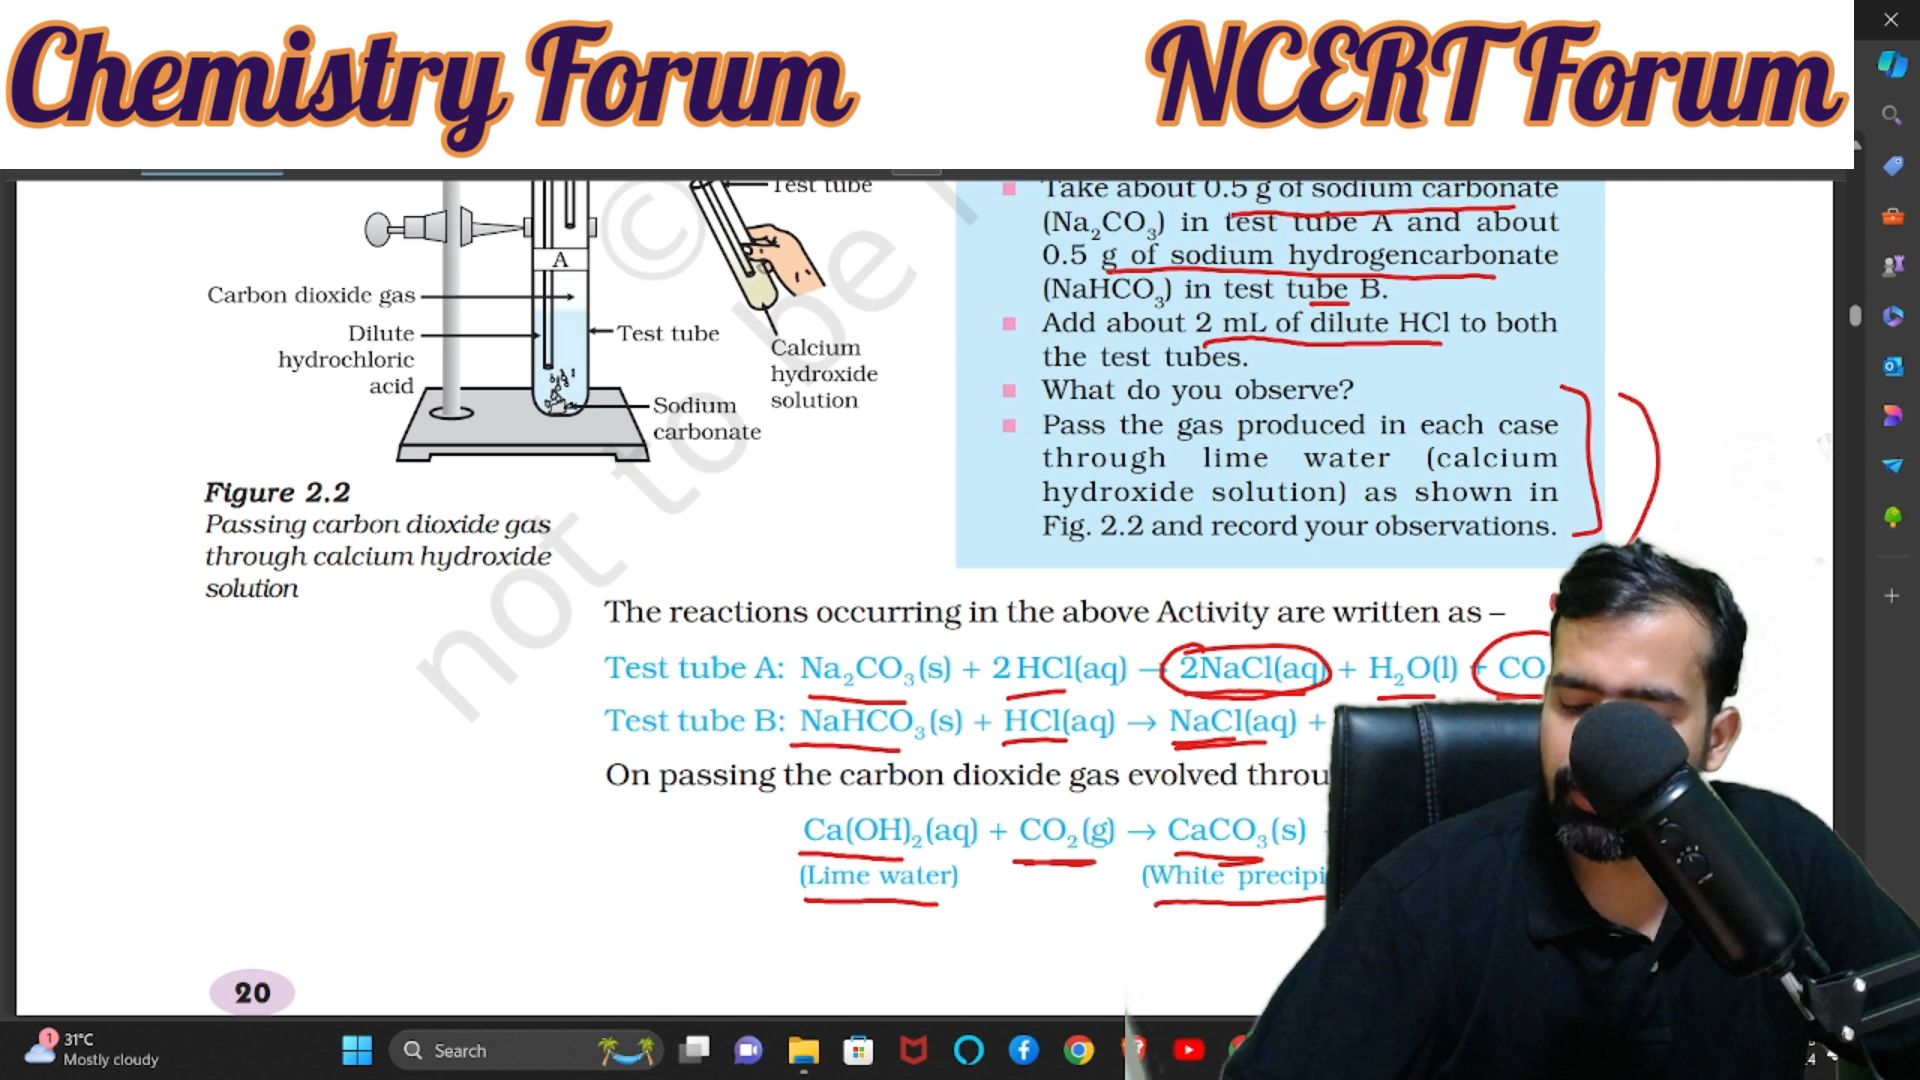 Chemistry Forum
NCERT Forum
Test tube
A
Carbon dioxide gas
Dilute
hydrochloric
acid
Test tube
Calcium
hydroxide
solution
Sodium
carbonate
Figure 2.2
Passing carbon dioxide gas
through calcium hydroxide
solution
© not to be
Take about 0.5 g of sodium carbonate
(Na₂CO₃) in test tube A and about
0.5 g of sodium hydrogencarbonate
(NaHCO₃) in test tube B.
Add about 2 mL of dilute HCl to both
the test tubes.
What do you observe?
Pass the gas produced in each case
through lime water (calcium
hydroxide solution) as shown in
Fig. 2.2 and record your observations.
The reactions occurring in the above Activity are written as –
Test tube A: Na₂CO₃(s) + 2 HCl(aq) → 2NaCl(aq) + H₂O(l) + CO
Test tube B: NaHCO₃(s) + HCl(aq) → NaCl(aq) +
On passing the carbon dioxide gas evolved
Ca(OH)₂(aq) + CO₂(g) → CaCO₃(s)
(Lime water) (White
20
1
31°C
Mostly cloudy
Search